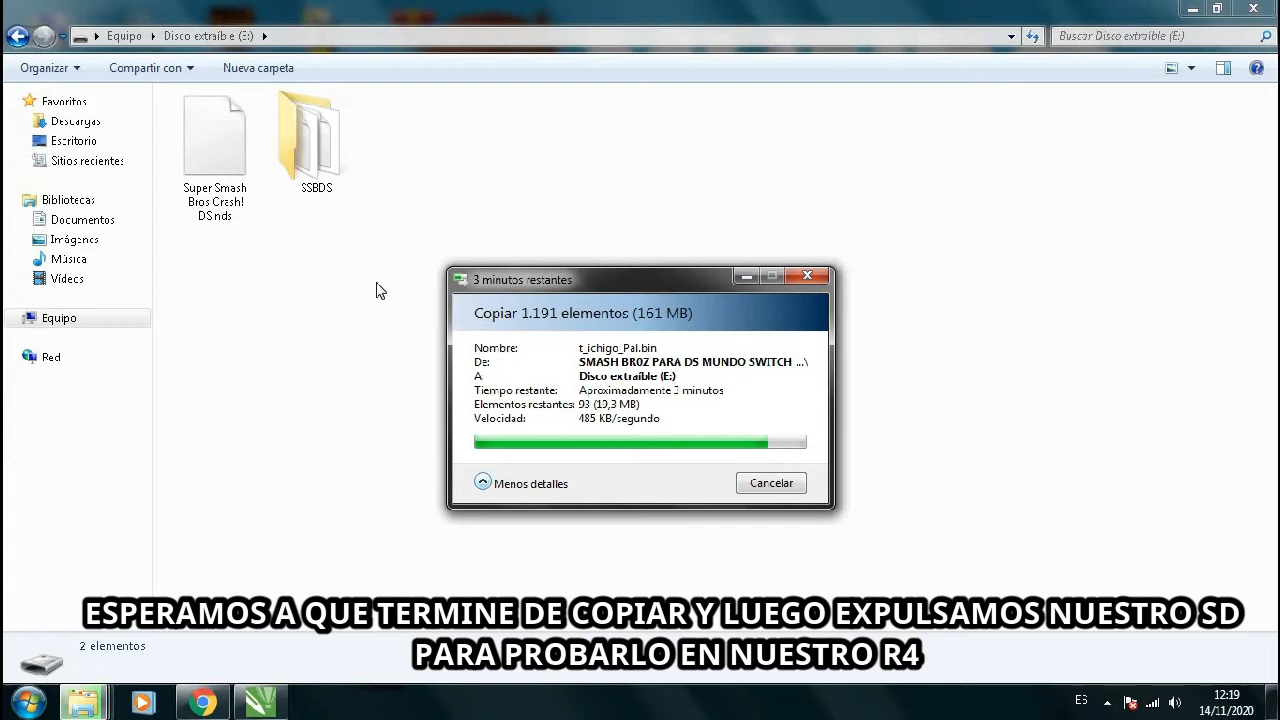 Equipo
Disco extraíble (E:)
Buscar Disco extraíble (E:)
Organizar
Compartir con
Nueva carpeta
Favoritos
Descargas
Escritorio
Sitios recientes
Bibliotecas
Documentos
Imágenes
Música
Vídeos
Equipo
Red
Super Smash
Bros Crash!
DS.nds
SSBDS
3 minutos restantes
Copiar 1.191 elementos (161 MB)
Nombre: t_ichigo_Pal.bin
De: SMASH BR0Z PARA DS MUNDO SWITCH ...\
A Disco extraíble (E:)
Tiempo restante: Aproximadamente 3 minutos
Elementos restantes: 93 (19,3 MB)
Velocidad: 485 KB/segundo
Menos detalles
Cancelar
ESPERAMOS A QUE TERMINE DE COPIAR Y LUEGO EXPULSAMOS NUESTRO SD
PARA PROBARLO EN NUESTRO R4
2 elementos
ES
12:19
14/11/2020